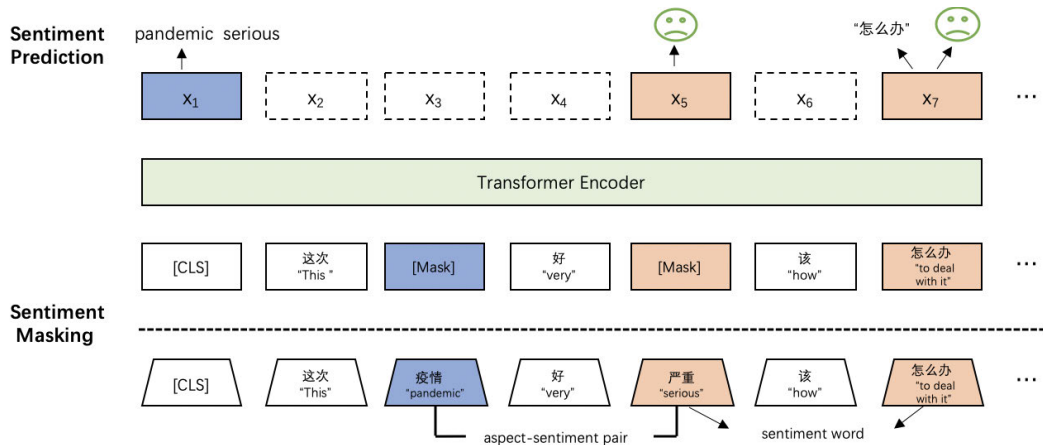 Sentiment
Prediction
pandemic serious
“怎么办”
x1
x2
x3
x4
x5
x6
x7
...
Transformer Encoder
[CLS]
这次
“This ”
[Mask]
好
“very”
[Mask]
该
“how”
怎么办
“to deal
with it”
...
Sentiment
Masking
[CLS]
这次
“This”
疫情
“pandemic”
好
“very”
严重
“serious”
该
“how”
怎么办
“to deal
with it”
...
aspect-sentiment pair
sentiment word